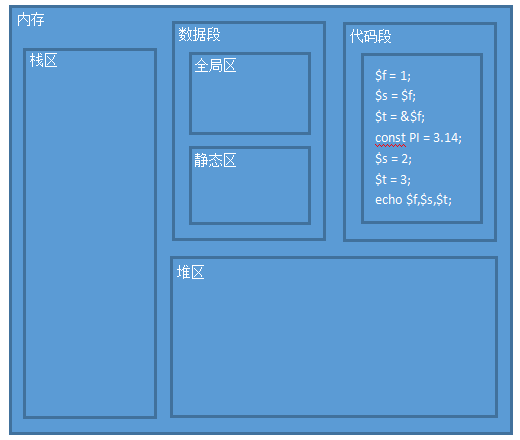 内存
栈区
数据段
全局区
静态区
代码段
$f = 1;
$s = $f;
$t = &$f;
const PI = 3.14;
$s = 2;
$t = 3;
echo $f,$s,$t;
堆区